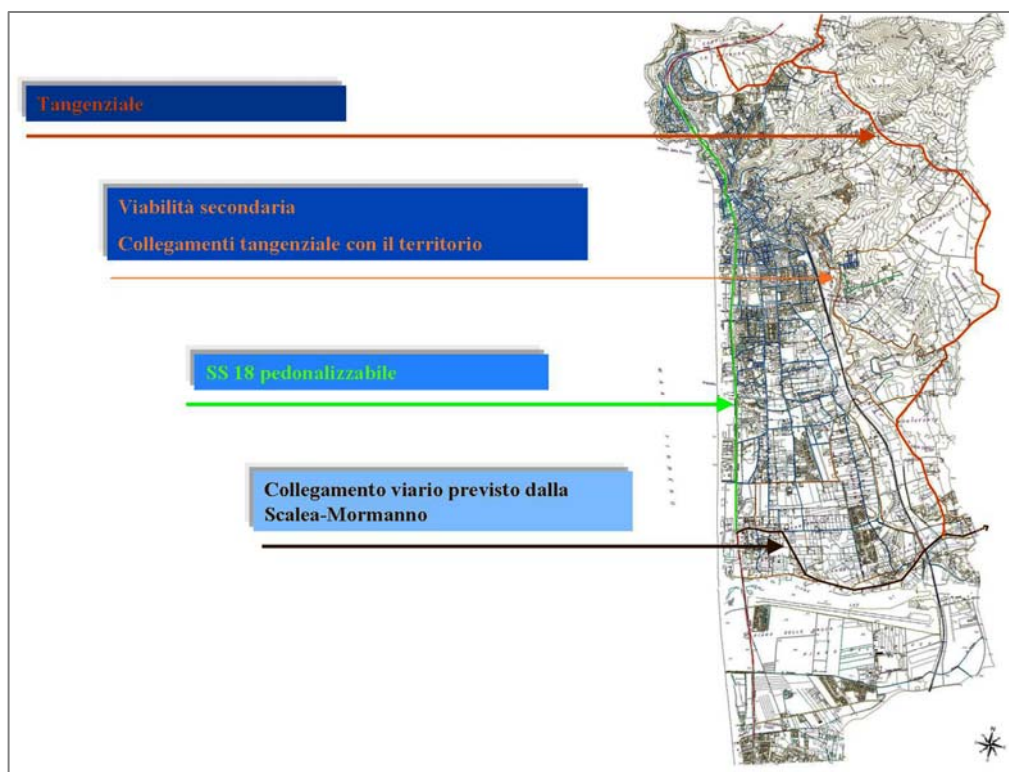 Tangenziale
Viabilità secondaria
Collegamenti tangenziale con il territorio
SS 18 pedonalizzabile
Collegamento viario previsto dalla
Scalea-Mormanno